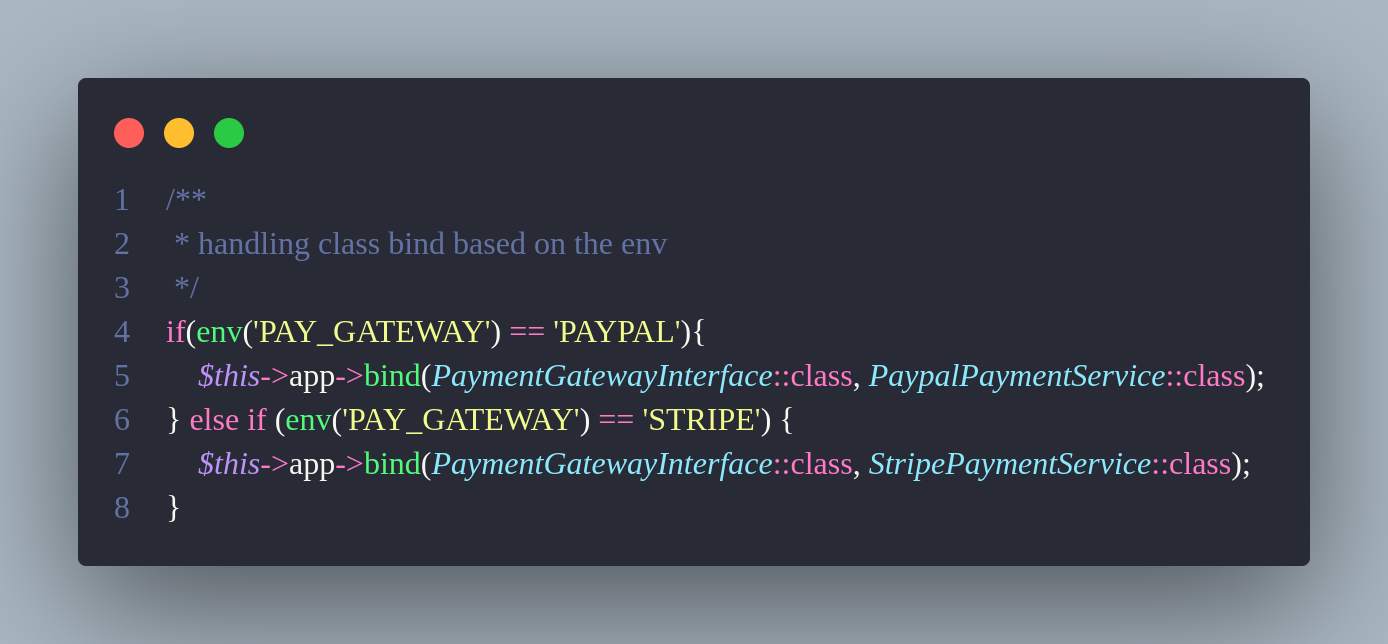 1 /**
2  * handling class bind based on the env
3  */
4 if(env('PAY_GATEWAY') == 'PAYPAL'){
5     $this->app->bind(PaymentGatewayInterface::class, PaypalPaymentService::class);
6 } else if (env('PAY_GATEWAY') == 'STRIPE') {
7     $this->app->bind(PaymentGatewayInterface::class, StripePaymentService::class);
8 }